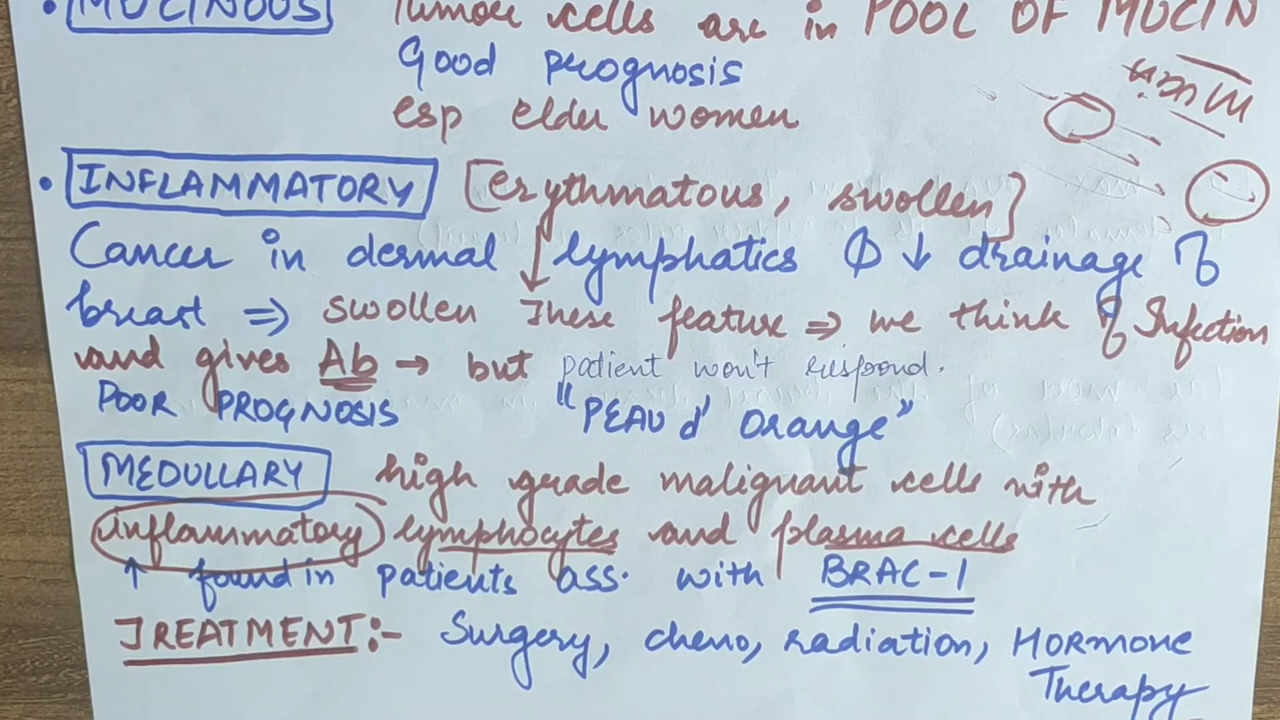 • MUCINOUS Tumour cells are in POOL OF MUCIN
Good prognosis
esp elder women
Mucin
• INFLAMMATORY [erythmatous, swollen]
Cancer in dermal lymphatics ↓ drainage of
breast ⇒ swollen These feature ⇒ we think of Infection
and gives Ab → but patient won't respond.
POOR PROGNOSIS "PEAU d' Orange"
MEDULLARY high grade malignant cells with
inflammatory lymphocytes and plasma cells
↑ found in patients ass. with BRAC-1
TREATMENT:- Surgery, chemo, radiation, HORMONE
Therapy